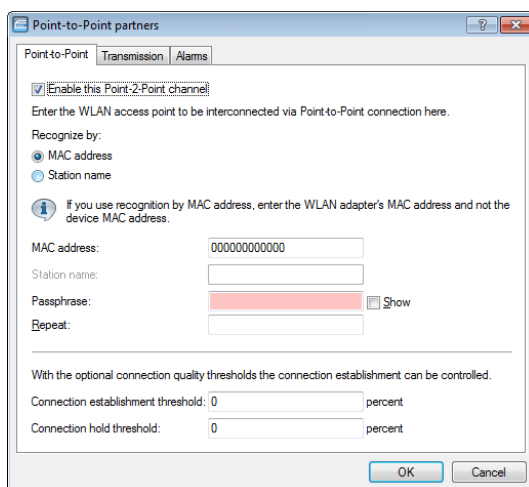 Point-to-Point partners
Point-to-Point Transmission Alarms
Enable this Point-2-Point channel
Enter the WLAN access point to be interconnected via Point-to-Point connection here.
Recognize by:
MAC address
Station name
If you use recognition by MAC address, enter the WLAN adapter's MAC address and not the
device MAC address.
MAC address: 000000000000
Station name:
Passphrase: Show
Repeat:
With the optional connection quality thresholds the connection establishment can be controlled.
Connection establishment threshold: 0 percent
Connection hold threshold: 0 percent
OK Cancel